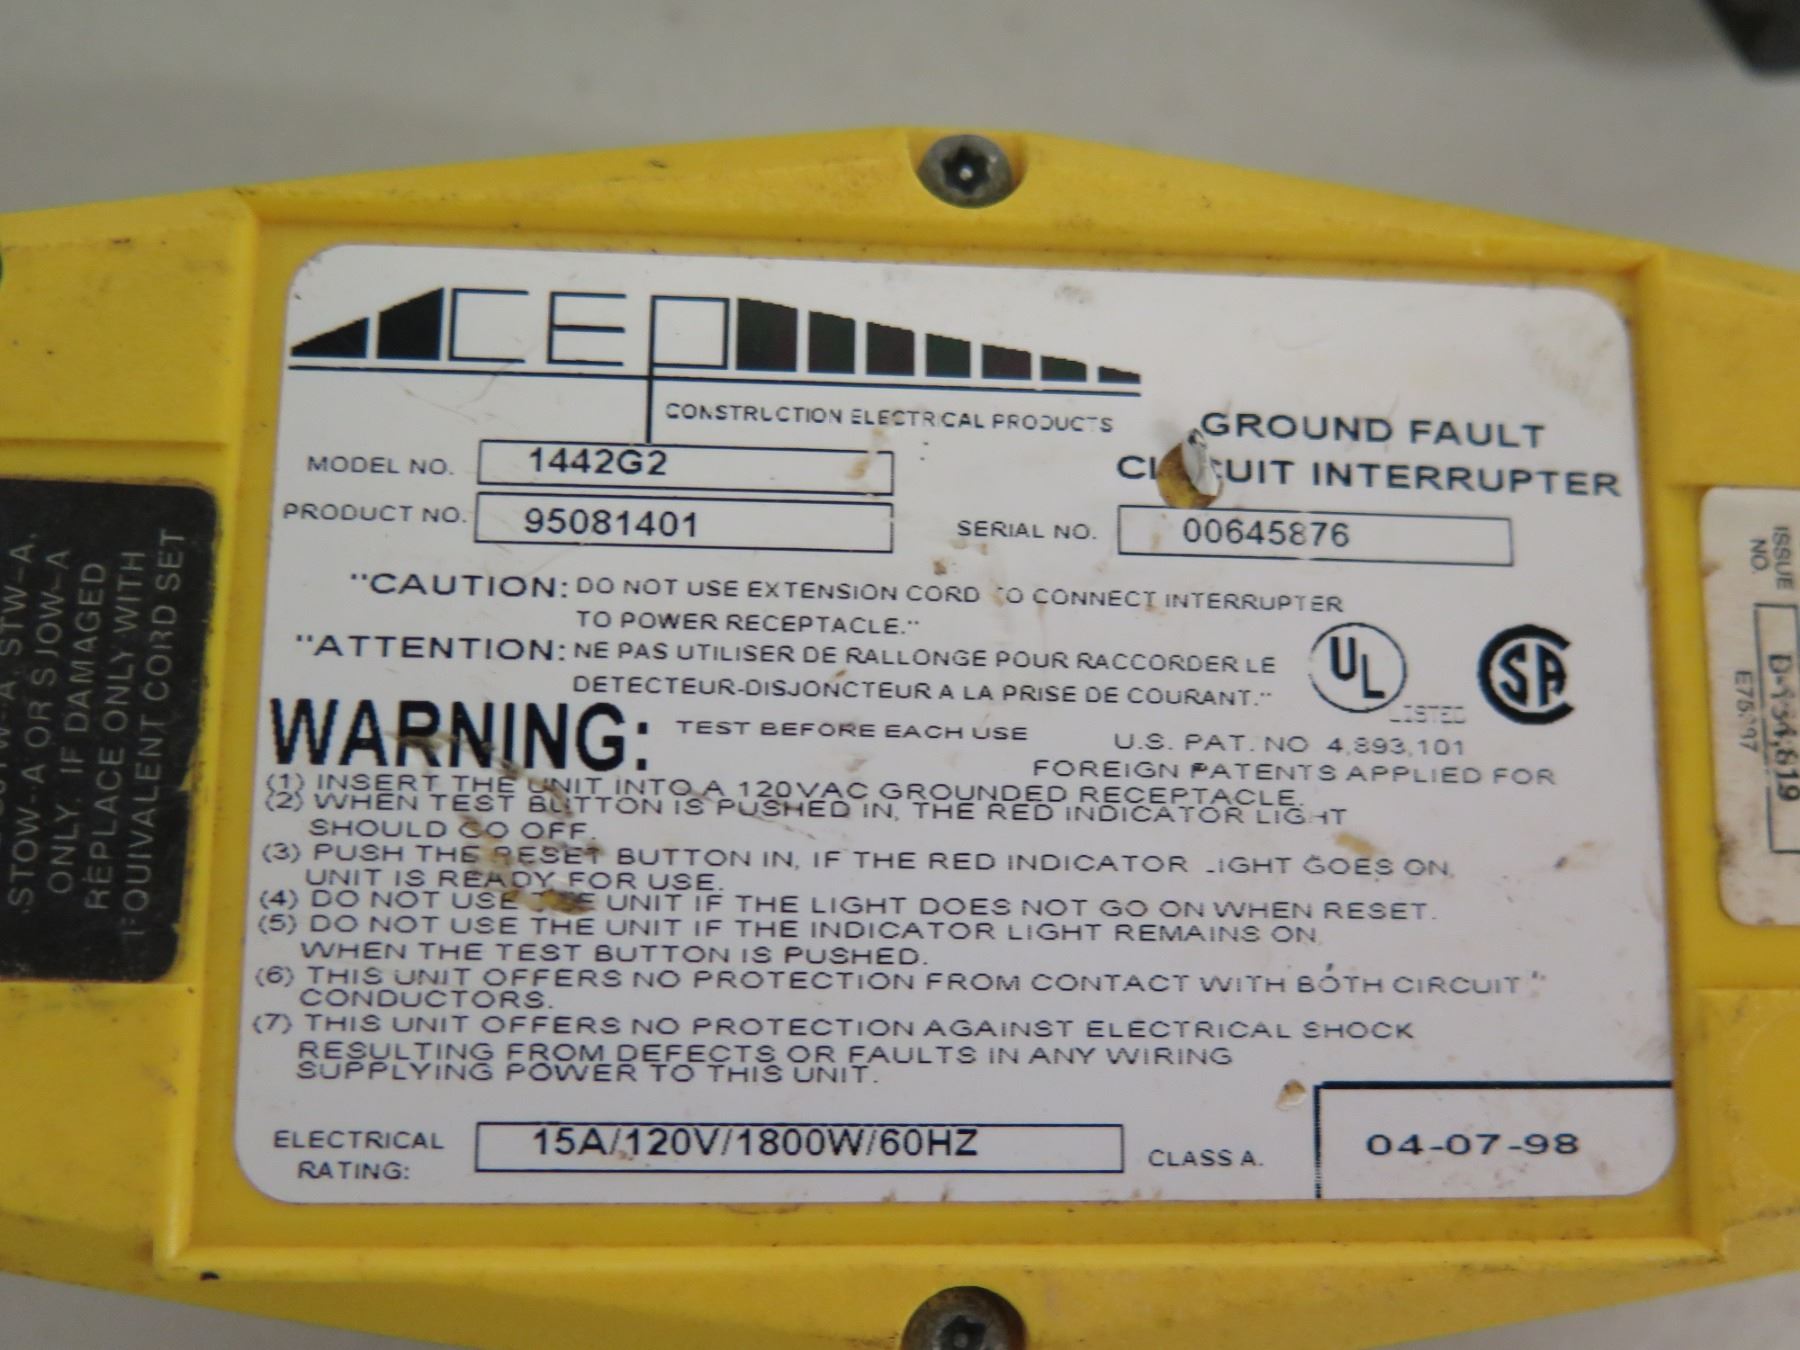 CEP
CONSTRUCTION ELECTRICAL PRODUCTS
GROUND FAULT
CIRCUIT INTERRUPTER
MODEL NO. 1442G2
PRODUCT NO. 95081401
SERIAL NO. 00645876
"CAUTION: DO NOT USE EXTENSION CORD TO CONNECT INTERRUPTER
TO POWER RECEPTACLE."
"ATTENTION: NE PAS UTILISER DE RALLONGE POUR RACCORDER LE
DETECTEUR-DISJONCTEUR A LA PRISE DE COURANT."
UL
LISTED
SA
WARNING: TEST BEFORE EACH USE
U.S. PAT. NO 4,893,101
FOREIGN PATENTS APPLIED FOR
(1) INSERT THE UNIT INTO A 120VAC GROUNDED RECEPTACLE.
(2) WHEN TEST BUTTON IS PUSHED IN, THE RED INDICATOR LIGHT
SHOULD GO OFF.
(3) PUSH THE RESET BUTTON IN, IF THE RED INDICATOR LIGHT GOES ON,
UNIT IS READY FOR USE.
(4) DO NOT USE THE UNIT IF THE LIGHT DOES NOT GO ON WHEN RESET.
(5) DO NOT USE THE UNIT IF THE INDICATOR LIGHT REMAINS ON
WHEN THE TEST BUTTON IS PUSHED.
(6) THIS UNIT OFFERS NO PROTECTION FROM CONTACT WITH BOTH CIRCUIT
CONDUCTORS.
(7) THIS UNIT OFFERS NO PROTECTION AGAINST ELECTRICAL SHOCK
RESULTING FROM DEFECTS OR FAULTS IN ANY WIRING
SUPPLYING POWER TO THIS UNIT.
ELECTRICAL
RATING: 15A/120V/1800W/60HZ
CLASS A.
04-07-98
STW-A,
STOW-A OR SJOW-A
ONLY. IF DAMAGED
REPLACE ONLY WITH
EQUIVALENT CORD SET
ISSUE
NO.